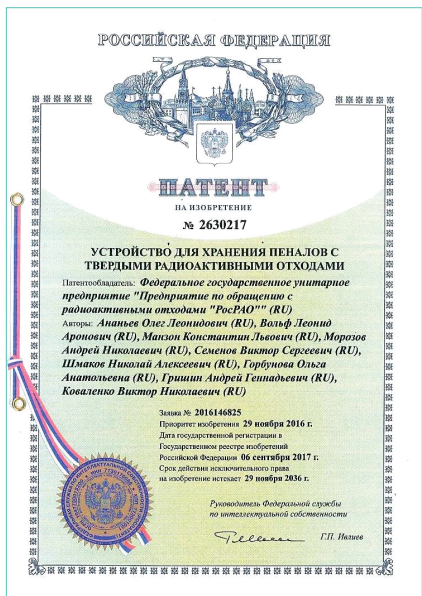 РОССИЙСКАЯ ФЕДЕРАЦИЯ
ПАТЕНТ
НА ИЗОБРЕТЕНИЕ
№ 2630217
УСТРОЙСТВО ДЛЯ ХРАНЕНИЯ ПЕНАЛОВ С
ТВЕРДЫМИ РАДИОАКТИВНЫМИ ОТХОДАМИ
Патентообладатель: Федеральное государственное унитарное
предприятие "Предприятие по обращению с
радиоактивными отходами "РосРАО"" (RU)
Авторы: Ананьев Олег Леонидович (RU), Вольф Леонид
Аронович (RU), Манзон Константин Львович (RU), Морозов
Андрей Николаевич (RU), Семенов Виктор Сергеевич (RU),
Шмаков Николай Алексеевич (RU), Горбунова Ольга
Анатольевна (RU), Гришин Андрей Геннадьевич (RU),
Коваленко Виктор Николаевич (RU)
Заявка № 2016146825
Приоритет изобретения 29 ноября 2016 г.
Дата государственной регистрации в
Государственном реестре изобретений
Российской Федерации 06 сентября 2017 г.
Срок действия исключительного права
на изобретение истекает 29 ноября 2036 г.
Руководитель Федеральной службы
по интеллектуальной собственности
Г.П. Ивлиев